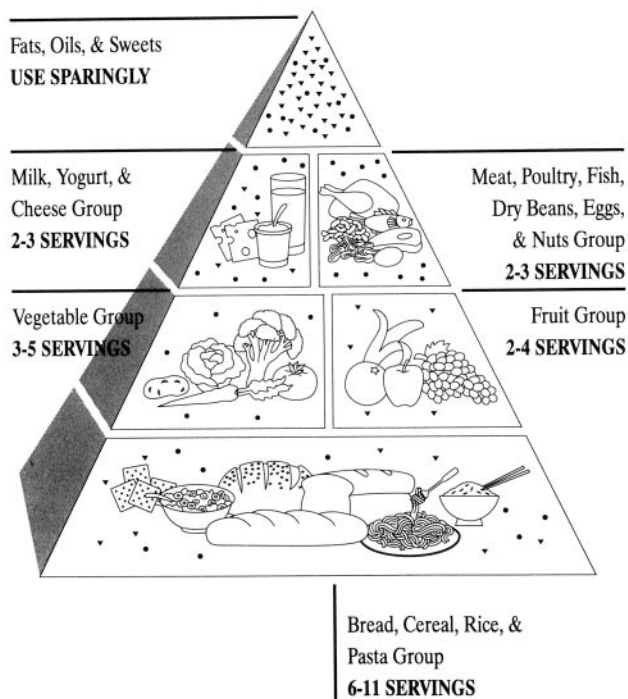 Fats, Oils, & Sweets
USE SPARINGLY
Milk, Yogurt, &
Cheese Group
2-3 SERVINGS
Meat, Poultry, Fish,
Dry Beans, Eggs,
& Nuts Group
2-3 SERVINGS
Vegetable Group
3-5 SERVINGS
Fruit Group
2-4 SERVINGS
Bread, Cereal, Rice, &
Pasta Group
6-11 SERVINGS